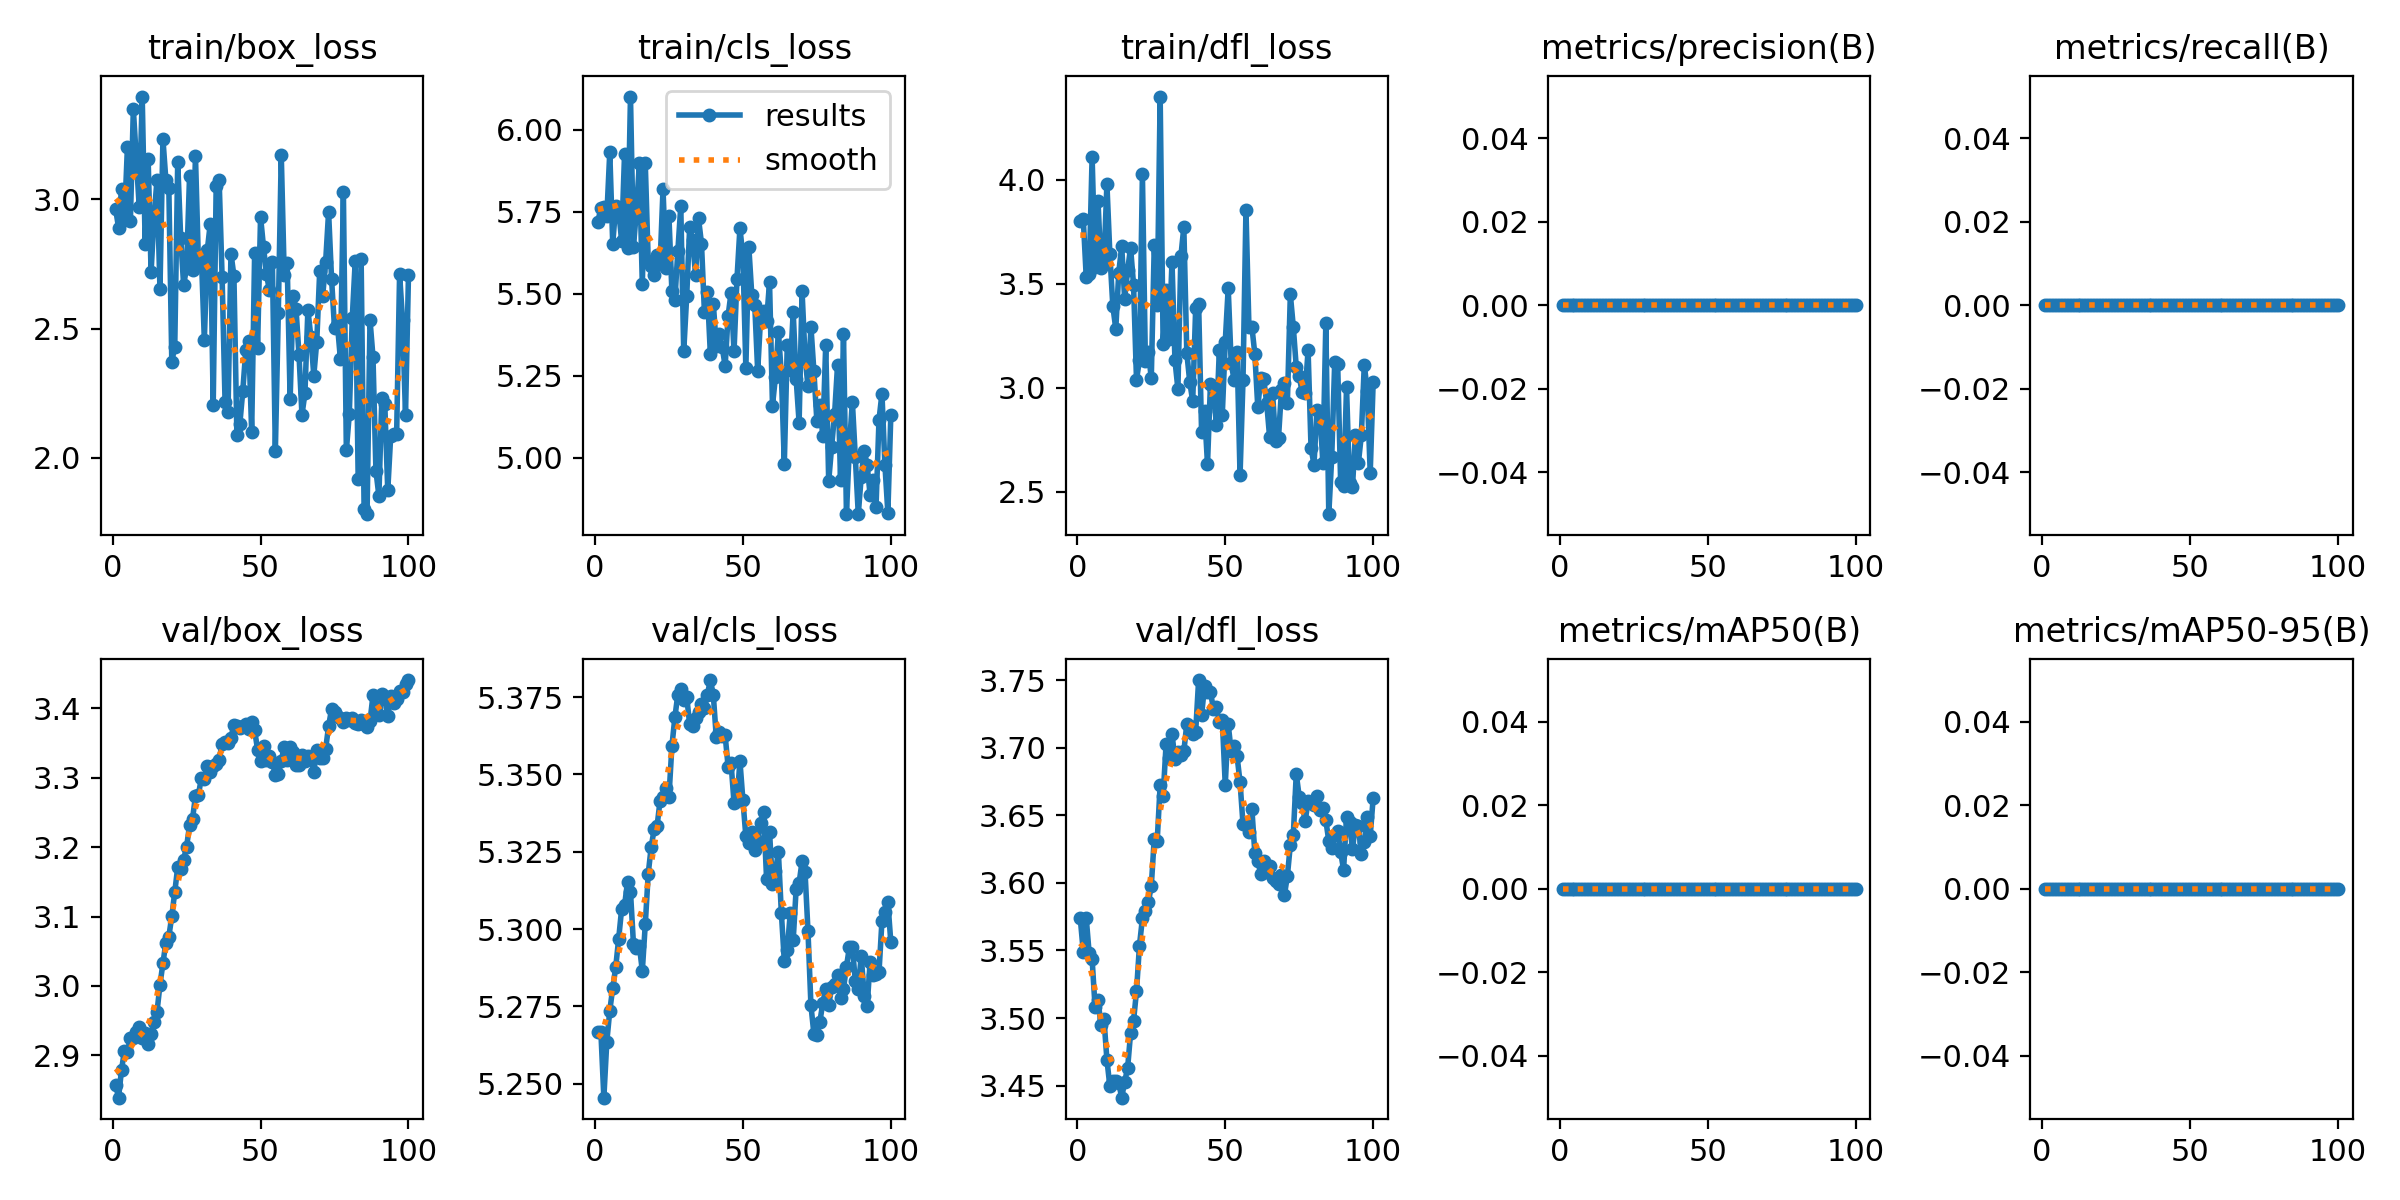 train/box_loss
3.0
2.5
2.0
0 50 100
train/cls_loss
results
smooth
6.00
5.75
5.50
5.25
5.00
0 50 100
train/dfl_loss
4.0
3.5
3.0
2.5
0 50 100
metrics/precision(B)
0.04
0.02
0.00
−0.02
−0.04
0 50 100
metrics/recall(B)
0.04
0.02
0.00
−0.02
−0.04
0 50 100
val/box_loss
3.4
3.3
3.2
3.1
3.0
2.9
0 50 100
val/cls_loss
5.375
5.350
5.325
5.300
5.275
5.250
0 50 100
val/dfl_loss
3.75
3.70
3.65
3.60
3.55
3.50
3.45
0 50 100
metrics/mAP50(B)
0.04
0.02
0.00
−0.02
−0.04
0 50 100
metrics/mAP50-95(B)
0.04
0.02
0.00
−0.02
−0.04
0 50 100